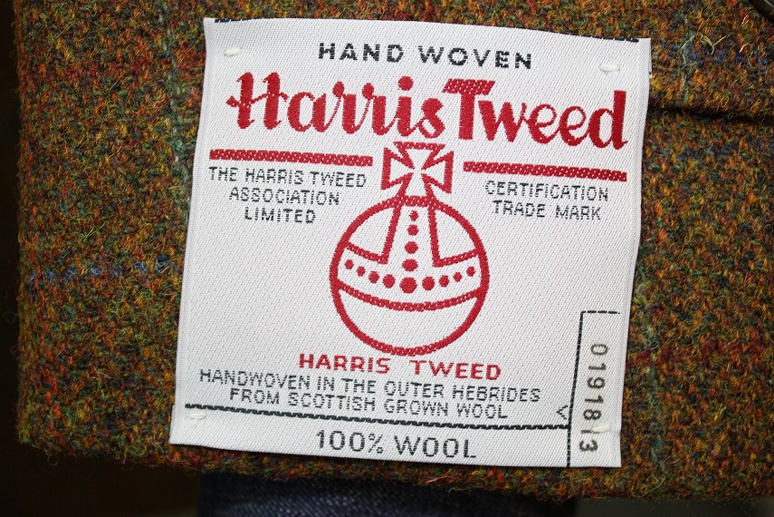 HAND WOVEN
Harris Tweed
THE HARRIS TWEED
ASSOCIATION
LIMITED
CERTIFICATION
TRADE MARK
HARRIS TWEED
HANDWOVEN IN THE OUTER HEBRIDES
FROM SCOTTISH GROWN WOOL
100% WOOL
0191813